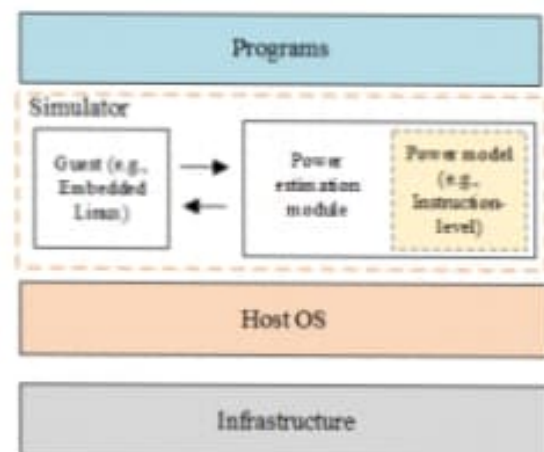 Programs
Simulator
Guest (e.g.,
Embedded
Linux)
Power
estimation
module
Power model
(e.g.,
Instruction-
level)
Host OS
Infrastructure